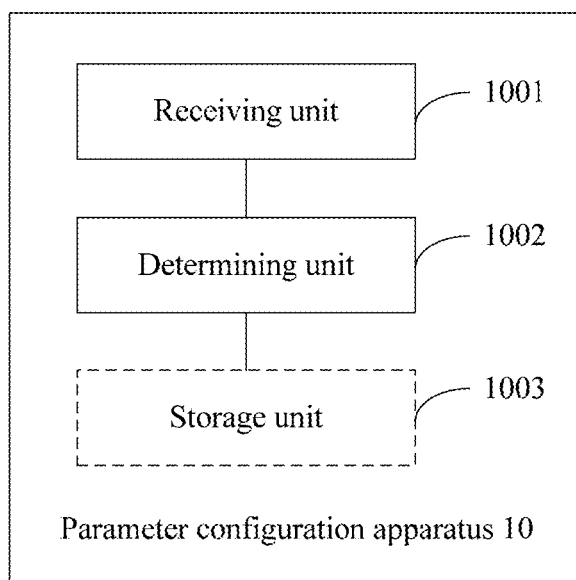 Receiving unit
1001
Determining unit
1002
Storage unit
1003
Parameter configuration apparatus 10